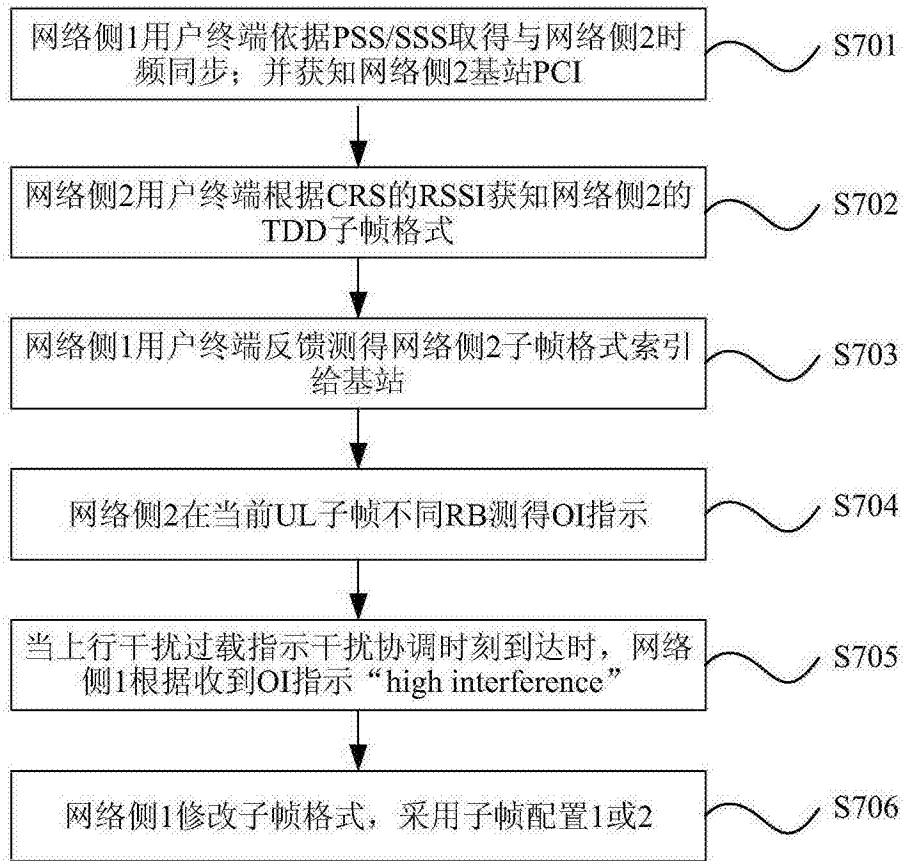 网络侧1用户终端依据PSS/SSS取得与网络侧2时
频同步；并获知网络侧2基站PCI
S701
网络侧2用户终端根据CRS的RSSI获知网络侧2的
TDD子帧格式
S702
网络侧1用户终端反馈测得网络侧2子帧格式索引
给基站
S703
网络侧2在当前UL子帧不同RB测得OI指示
S704
当上行干扰过载指示干扰协调时刻到达时，网络
侧1根据收到OI指示“high interference”
S705
网络侧1修改子帧格式，采用子帧配置1或2
S706